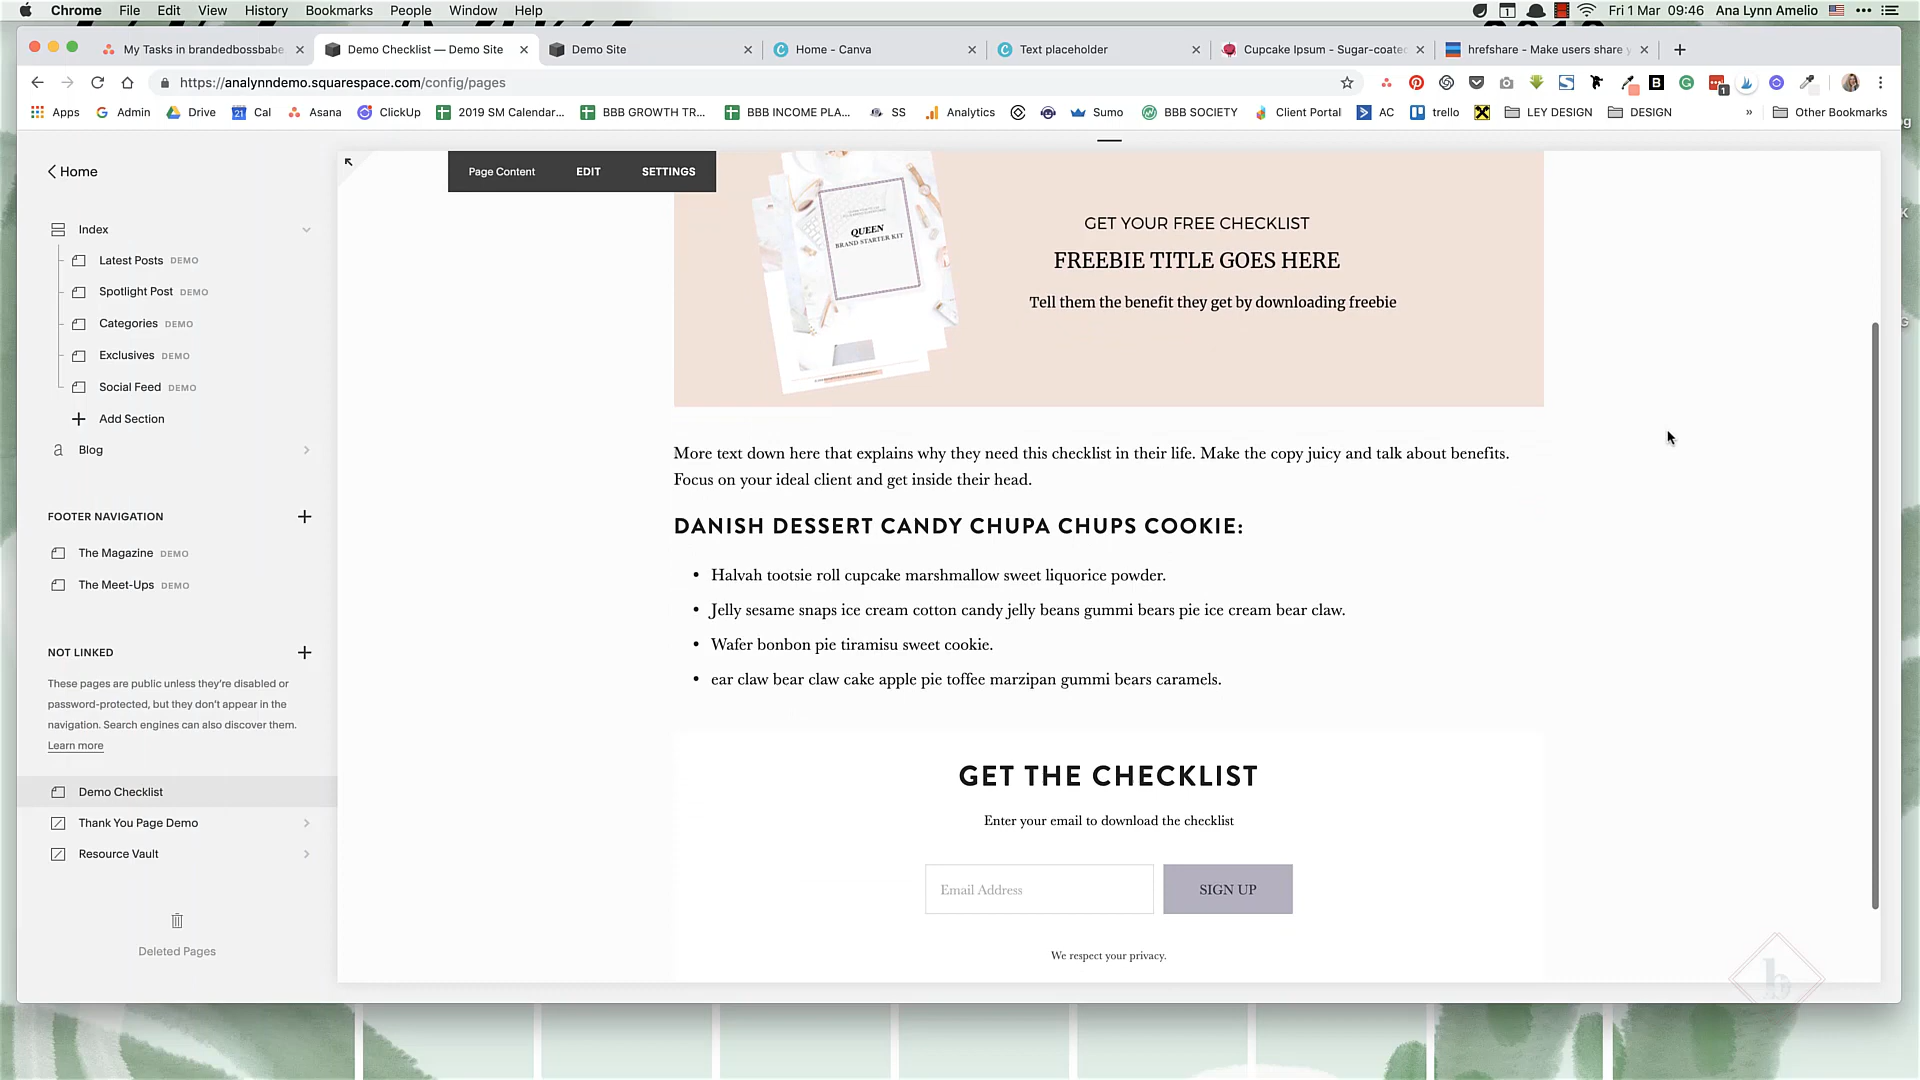 Chrome File Edit View History Bookmarks People Window Help
1 Fri 1 Mar 09:46 Ana Lynn Amelio
My Tasks in brandedbossbabe
Demo Checklist — Demo Site
Demo Site
Home - Canva
Text placeholder
Cupcake Ipsum - Sugar-coated
hrefshare - Make users share y
https://analynndemo.squarespace.com/config/pages
Apps Admin Drive Cal Asana ClickUp 2019 SM Calendar... BBB GROWTH TR... BBB INCOME PLA... SS Analytics Sumo BBB SOCIETY Client Portal AC trello LEY DESIGN DESIGN » Other Bookmarks
Home
Index
Latest Posts DEMO
Spotlight Post DEMO
Categories DEMO
Exclusives DEMO
Social Feed DEMO
Add Section
Blog
FOOTER NAVIGATION
The Magazine DEMO
The Meet-Ups DEMO
NOT LINKED
These pages are public unless they're disabled or
password-protected, but they don't appear in the
navigation. Search engines can also discover them.
Learn more
Demo Checklist
Thank You Page Demo
Resource Vault
Deleted Pages
Page Content EDIT SETTINGS
QUEEN
BRAND STARTER KIT
GET YOUR FREE CHECKLIST
FREEBIE TITLE GOES HERE
Tell them the benefit they get by downloading freebie
More text down here that explains why they need this checklist in their life. Make the copy juicy and talk about benefits.
Focus on your ideal client and get inside their head.
DANISH DESSERT CANDY CHUPA CHUPS COOKIE:
• Halvah tootsie roll cupcake marshmallow sweet liquorice powder.
• Jelly sesame snaps ice cream cotton candy jelly beans gummi bears pie ice cream bear claw.
• Wafer bonbon pie tiramisu sweet cookie.
• ear claw bear claw cake apple pie toffee marzipan gummi bears caramels.
GET THE CHECKLIST
Enter your email to download the checklist
Email Address
SIGN UP
We respect your privacy.
b